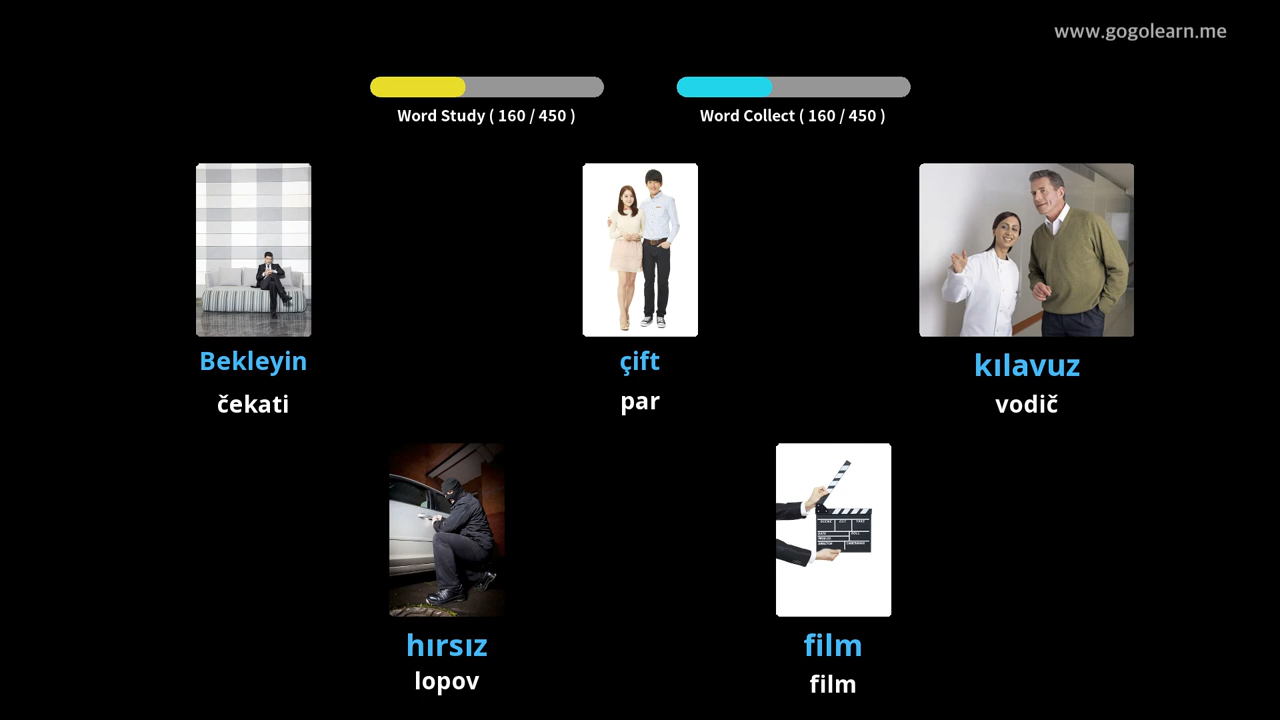 www.gogolearn.me
Word Study ( 160 / 450 )
Word Collect ( 160 / 450 )
Bekleyin
čekati
çift
par
kılavuz
vodič
hırsız
lopov
film
film